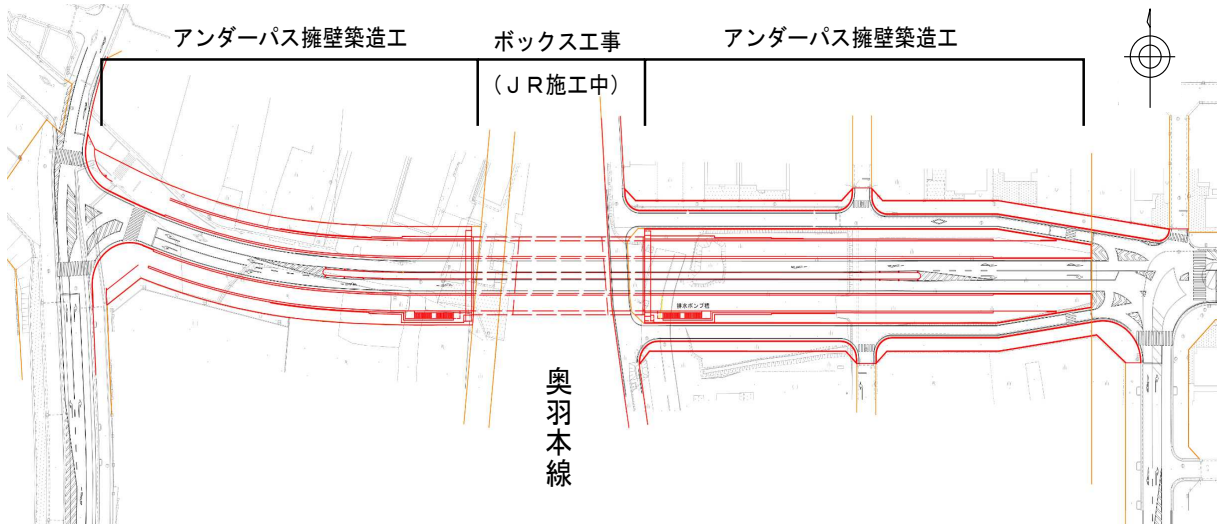 アンダーパス擁壁築造工
ボックス工事
(ＪＲ施工中)
アンダーパス擁壁築造工
排水ポンプ槽
奥羽本線